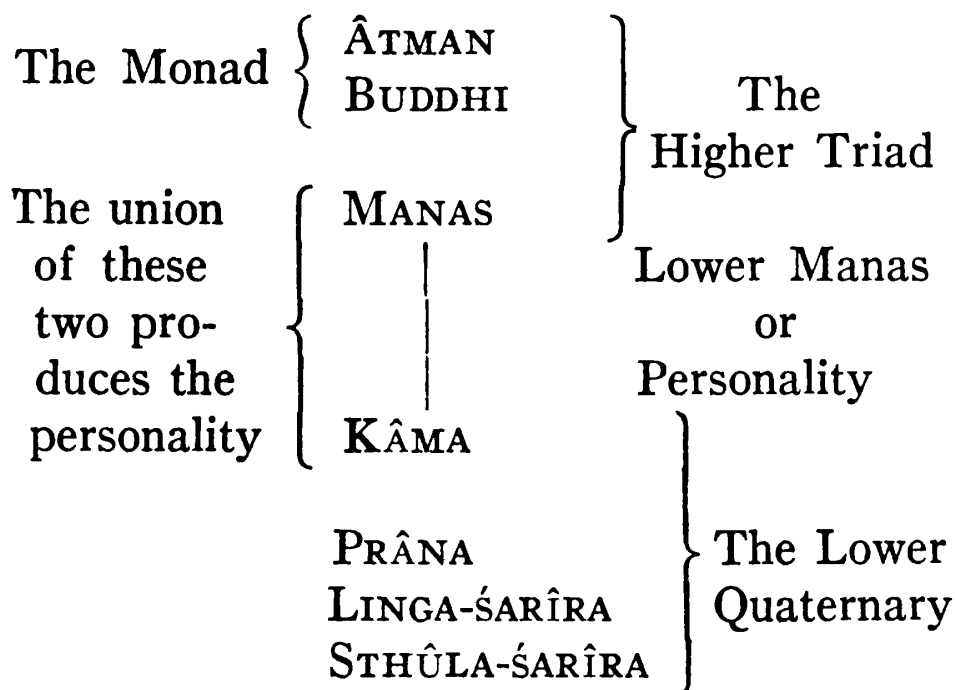 The Monad
ÂTMAN
BUDDHI
The
Higher Triad
The union
of these
two pro-
duces the
personality
MANAS
KÂMA
Lower Manas
or
Personality
PRÂNA
LINGA-ŚARÎRA
STHÛLA-ŚARÎRA
The Lower
Quaternary